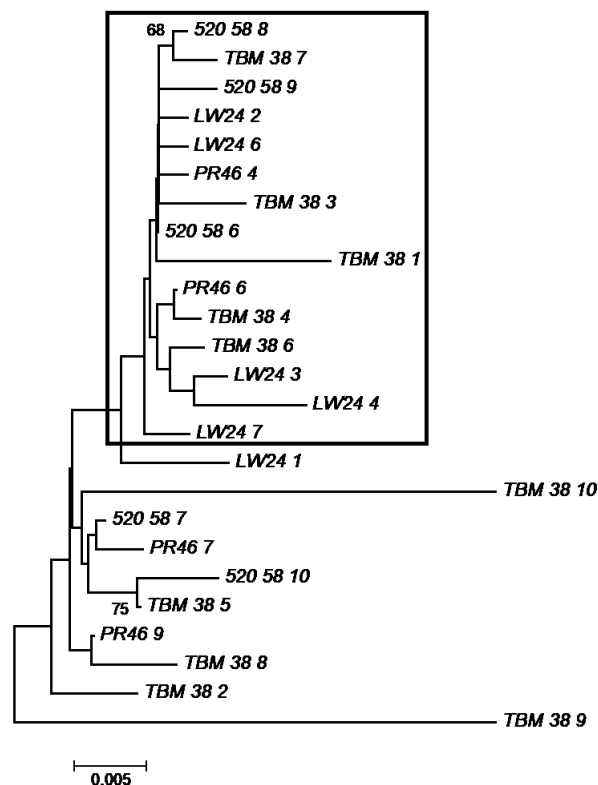 68 520 58 8
TBM 38 7
520 58 9
LW24 2
LW24 6
PR46 4
TBM 38 3
520 58 6
TBM 38 1
PR46 6
TBM 38 4
TBM 38 6
LW24 3
LW24 4
LW24 7
LW24 1
TBM 38 10
520 58 7
PR46 7
520 58 10
75 TBM 38 5
PR46 9
TBM 38 8
TBM 38 2
TBM 38 9
0.005